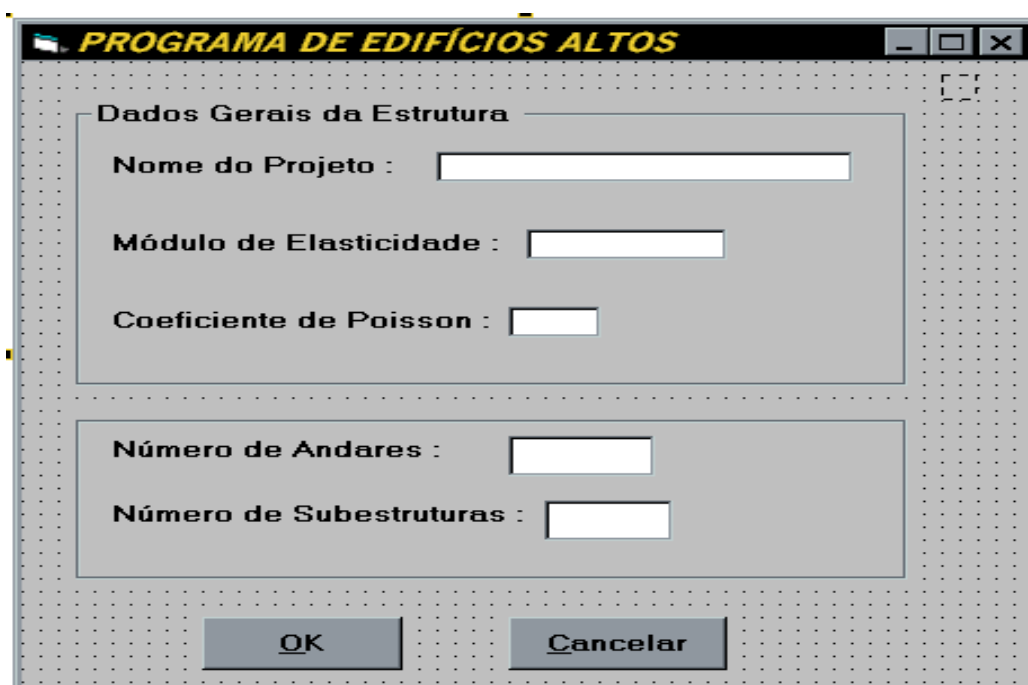 PROGRAMA DE EDIFÍCIOS ALTOS
Dados Gerais da Estrutura
Nome do Projeto :
Módulo de Elasticidade :
Coeficiente de Poisson :
Número de Andares :
Número de Subestruturas :
OK Cancelar